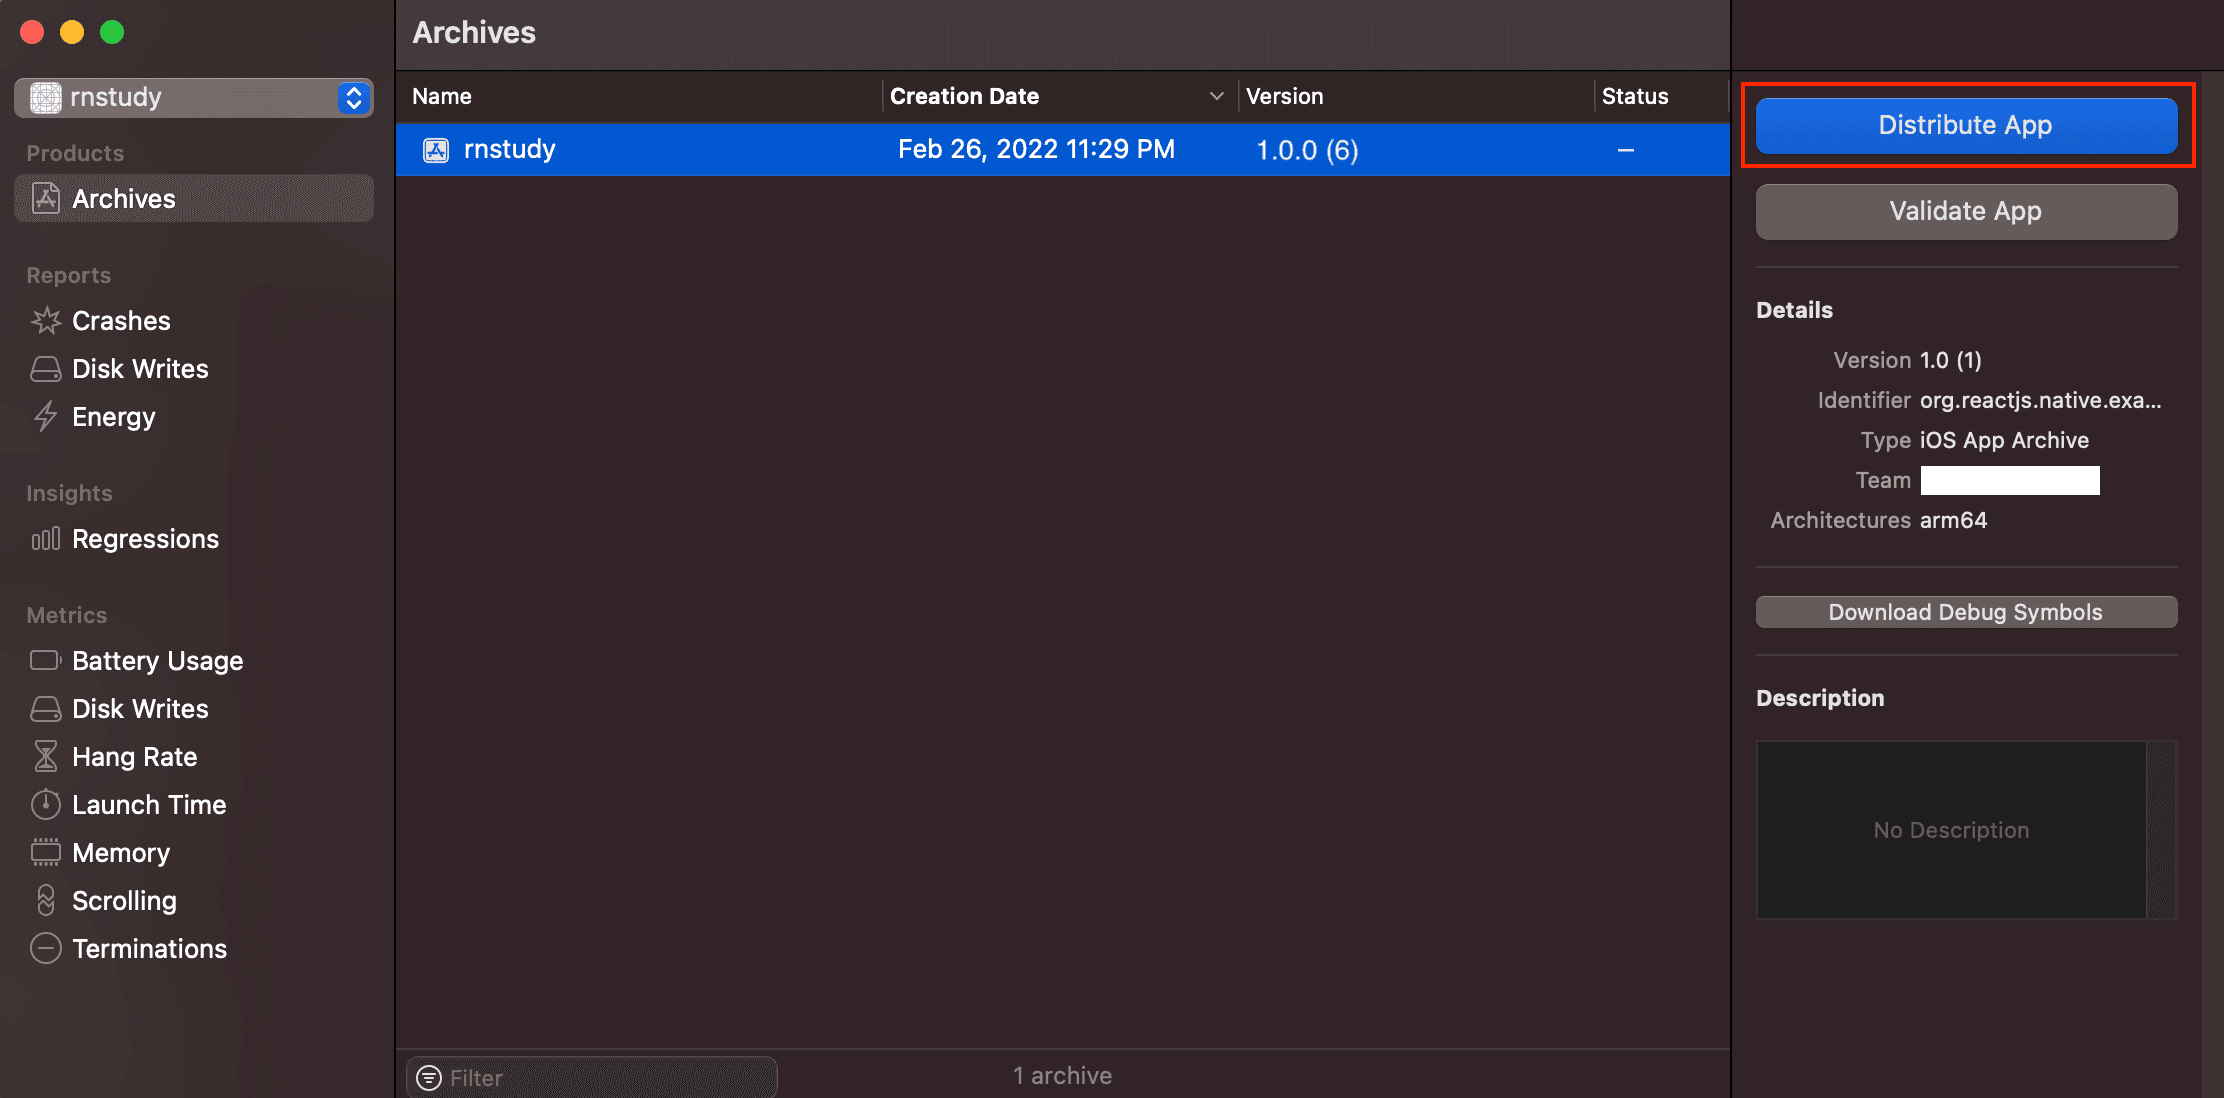 rnstudy
Products
Archives
Reports
Crashes
Disk Writes
Energy
Insights
Regressions
Metrics
Battery Usage
Disk Writes
Hang Rate
Launch Time
Memory
Scrolling
Terminations
Archives
Name Creation Date Version Status
rnstudy Feb 26, 2022 11:29 PM 1.0.0 (6) –
Filter
1 archive
Distribute App
Validate App
Details
Version 1.0 (1)
Identifier org.reactjs.native.exa...
Type iOS App Archive
Team
Architectures arm64
Download Debug Symbols
Description
No Description